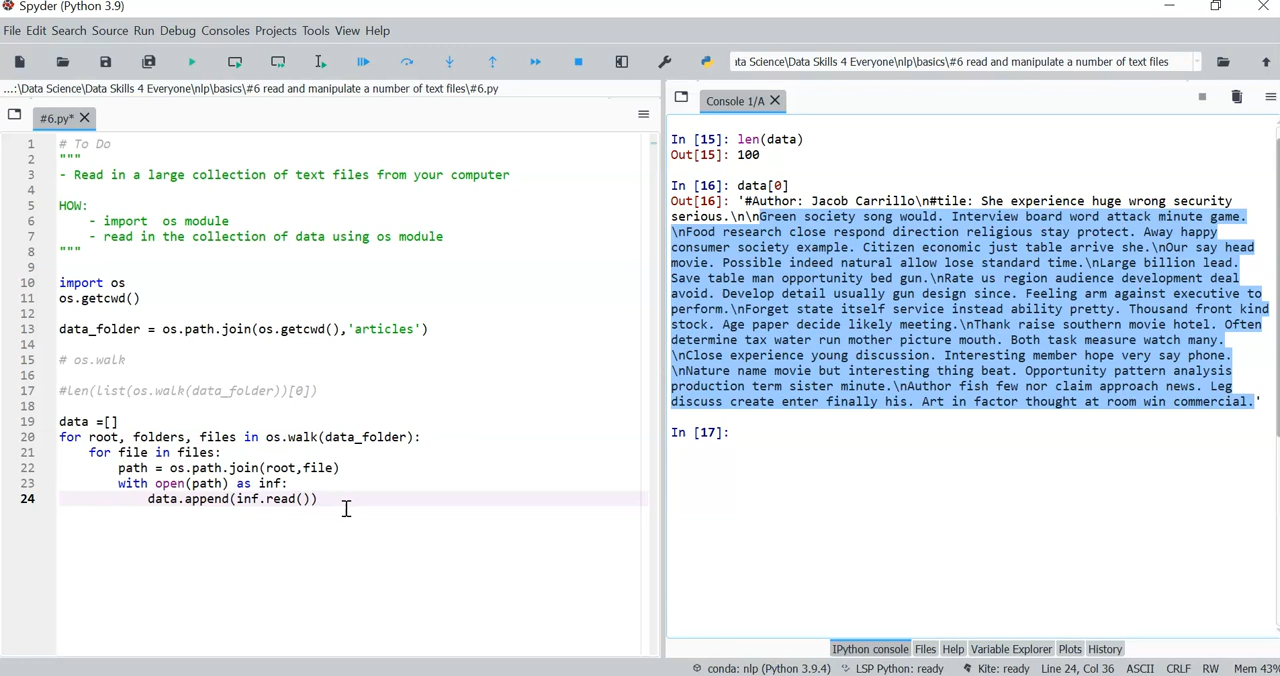 Spyder (Python 3.9)
File Edit Search Source Run Debug Consoles Projects Tools View Help
ıta Science\Data Skills 4 Everyone\nlp\basics\#6 read and manipulate a number of text files
...:\Data Science\Data Skills 4 Everyone\nlp\basics\#6 read and manipulate a number of text files\#6.py
#6.py*
1 # To Do
2 """
3 - Read in a large collection of text files from your computer
4
5 HOW:
6     - import  os module
7     - read in the collection of data using os module
8 """
9
10 import os
11 os.getcwd()
12
13 data_folder = os.path.join(os.getcwd(),'articles')
14
15 # os.walk
16
17 #len(list(os.walk(data_folder))[0])
18
19 data =[]
20 for root, folders, files in os.walk(data_folder):
21     for file in files:
22         path = os.path.join(root,file)
23         with open(path) as inf:
24             data.append(inf.read())
Console 1/A
In [15]: len(data)
Out[15]: 100
In [16]: data[0]
Out[16]: '#Author: Jacob Carrillo\n#tile: She experience huge wrong security
serious.\n\nGreen society song would. Interview board word attack minute game.
\nFood research close respond direction religious stay protect. Away happy
consumer society example. Citizen economic just table arrive she.\nOur say head
movie. Possible indeed natural allow lose standard time.\nLarge billion lead.
Save table man opportunity bed gun.\nRate us region audience development deal
avoid. Develop detail usually gun design since. Feeling arm against executive to
perform.\nForget state itself service instead ability pretty. Thousand front kind
stock. Age paper decide likely meeting.\nThank raise southern movie hotel. Often
determine tax water run mother picture mouth. Both task measure watch many.
\nClose experience young discussion. Interesting member hope very say phone.
\nNature name movie but interesting thing beat. Opportunity pattern analysis
production term sister minute.\nAuthor fish few nor claim approach news. Leg
discuss create enter finally his. Art in factor thought at room win commercial.'
In [17]:
IPython console Files Help Variable Explorer Plots History
conda: nlp (Python 3.9.4) LSP Python: ready Kite: ready Line 24, Col 36 ASCII CRLF RW Mem 43%